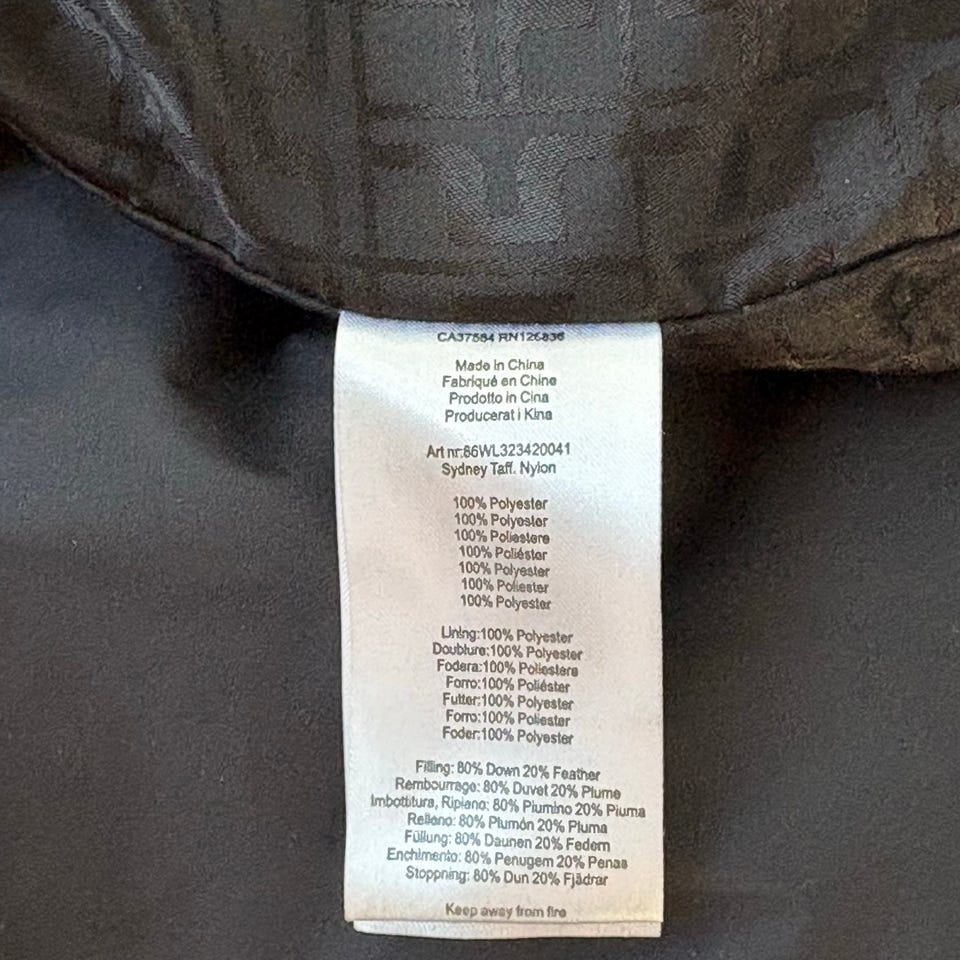 CA37584 RN126836
Made in China
Fabriqué en Chine
Prodotto in Cina
Producerat i Kina
Art nr:86WL323420041
Sydney Taff. Nylon
100% Polyester
100% Polyester
100% Poliestere
100% Poliéster
100% Polyester
100% Poliester
100% Polyester
Lining:100% Polyester
Doublure:100% Polyester
Fodera:100% Poliestere
Forro:100% Poliéster
Futter:100% Polyester
Forro:100% Poliester
Foder:100% Polyester
Filling: 80% Down 20% Feather
Rembourrage: 80% Duvet 20% Plume
Imbottitura, Ripieno: 80% Piumino 20% Piuma
Relleno: 80% Plumón 20% Pluma
Füllung: 80% Daunen 20% Federn
Enchimento: 80% Penugem 20% Penas
Stoppning: 80% Dun 20% Fjädrar
Keep away from fire